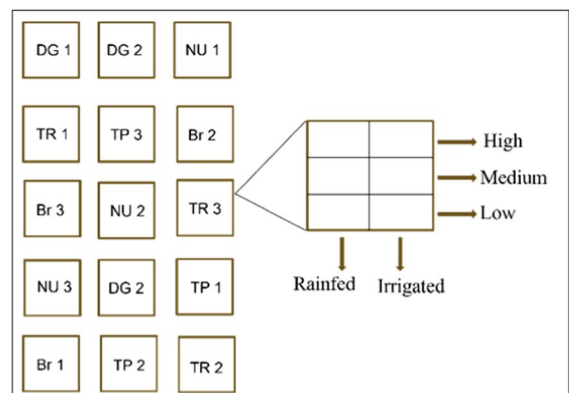 DG 1 DG 2 NU 1
TR 1 TP 3 Br 2
Br 3 NU 2 TR 3
NU 3 DG 2 TP 1
Br 1 TP 2 TR 2
High
Medium
Low
Rainfed Irrigated